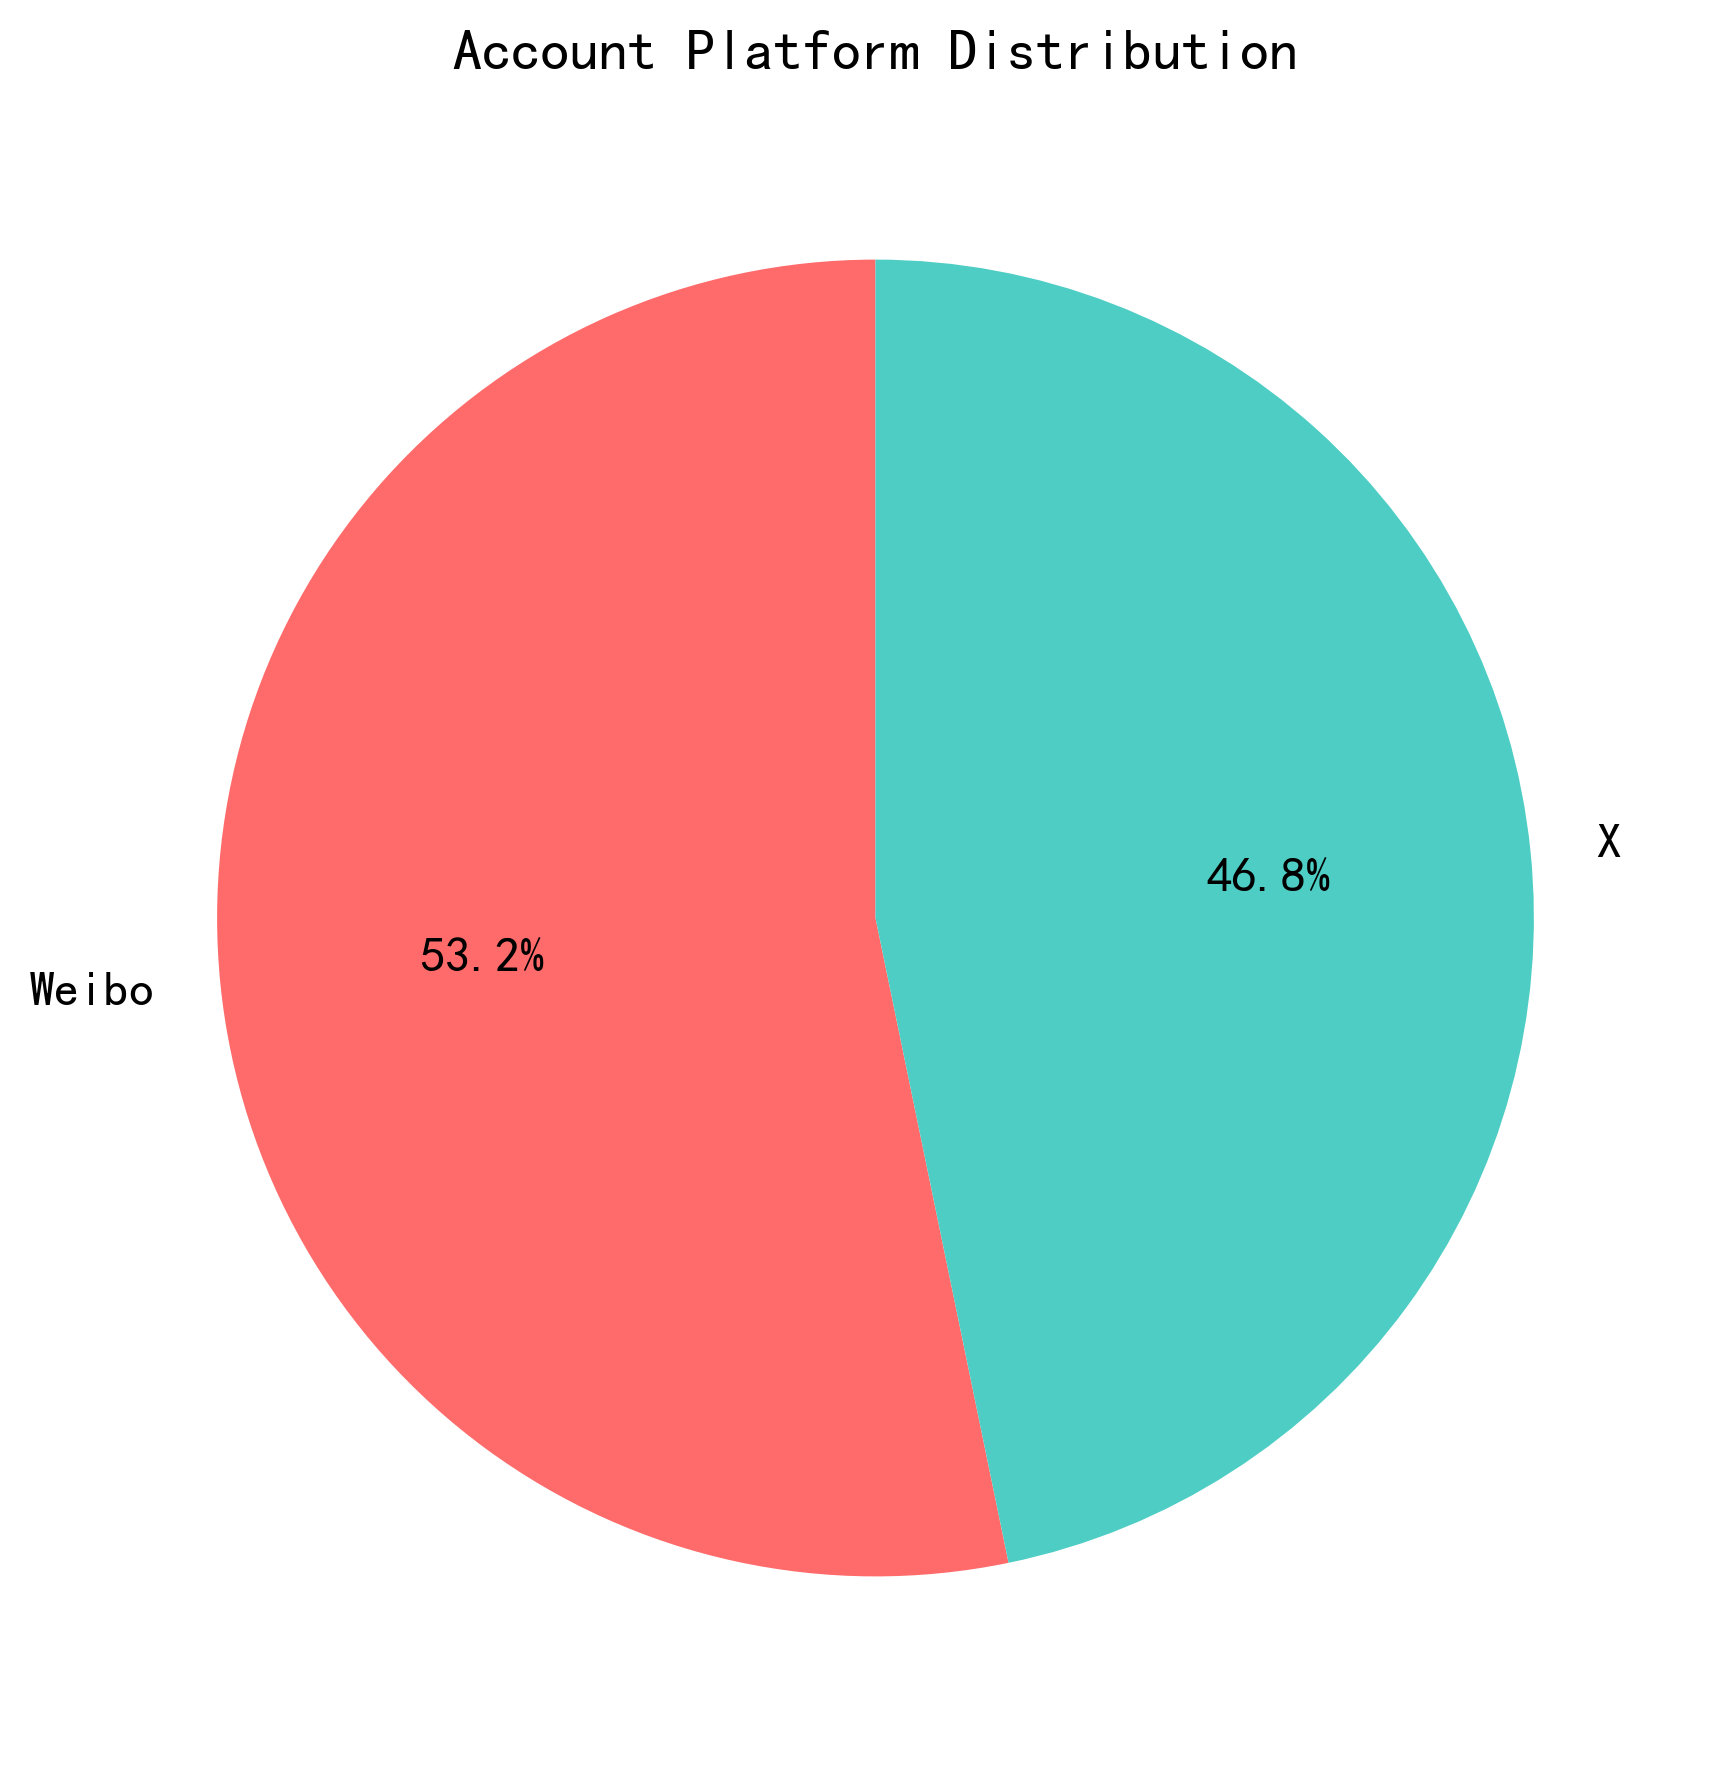 Account Platform Distribution
X
46.8%
53.2%
Weibo